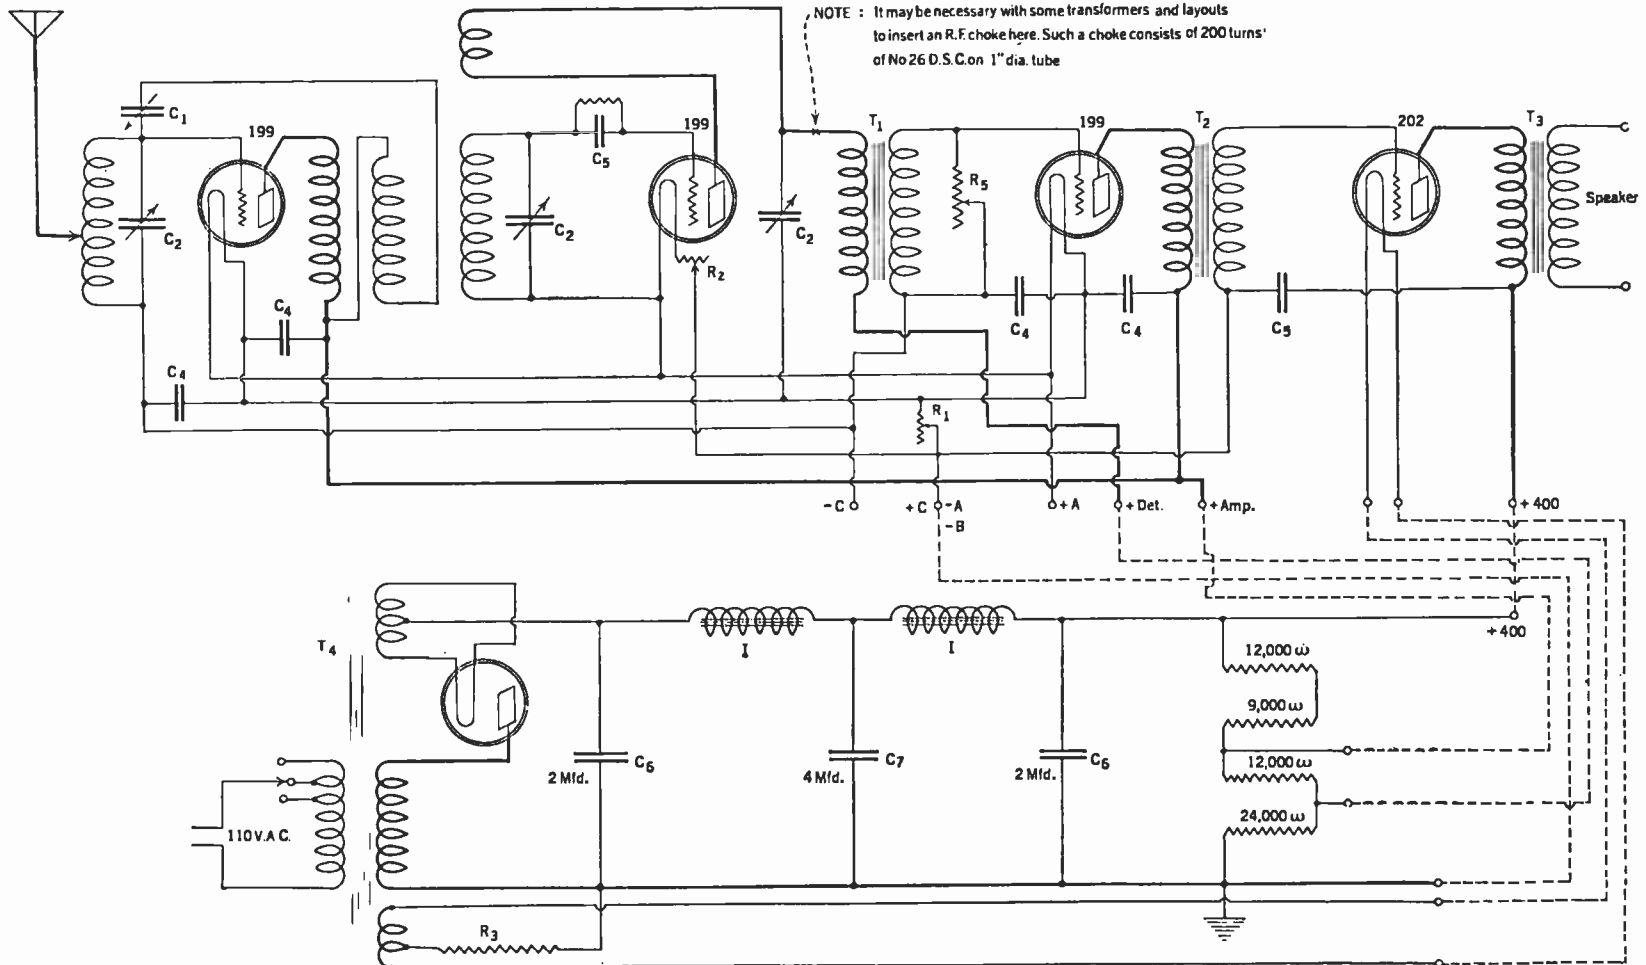 NOTE : It may be necessary with some transformers and layouts
to insert an R.F. choke here. Such a choke consists of 200 turns
of No 26 D.S.C. on 1" dia. tube
C1
199
C2
C4
C4
C5
199
C2
R2
C2
T1
R5
199
T2
202
T3
Speaker
C4
C4
C5
R1
-C
+C
-A
-B
+A
+Det.
+Amp.
+400
T4
I
I
+400
12,000 ω
9,000 ω
12,000 ω
24,000 ω
C6
2 Mfd.
C7
4 Mfd.
C6
2 Mfd.
110 V. A C.
R3